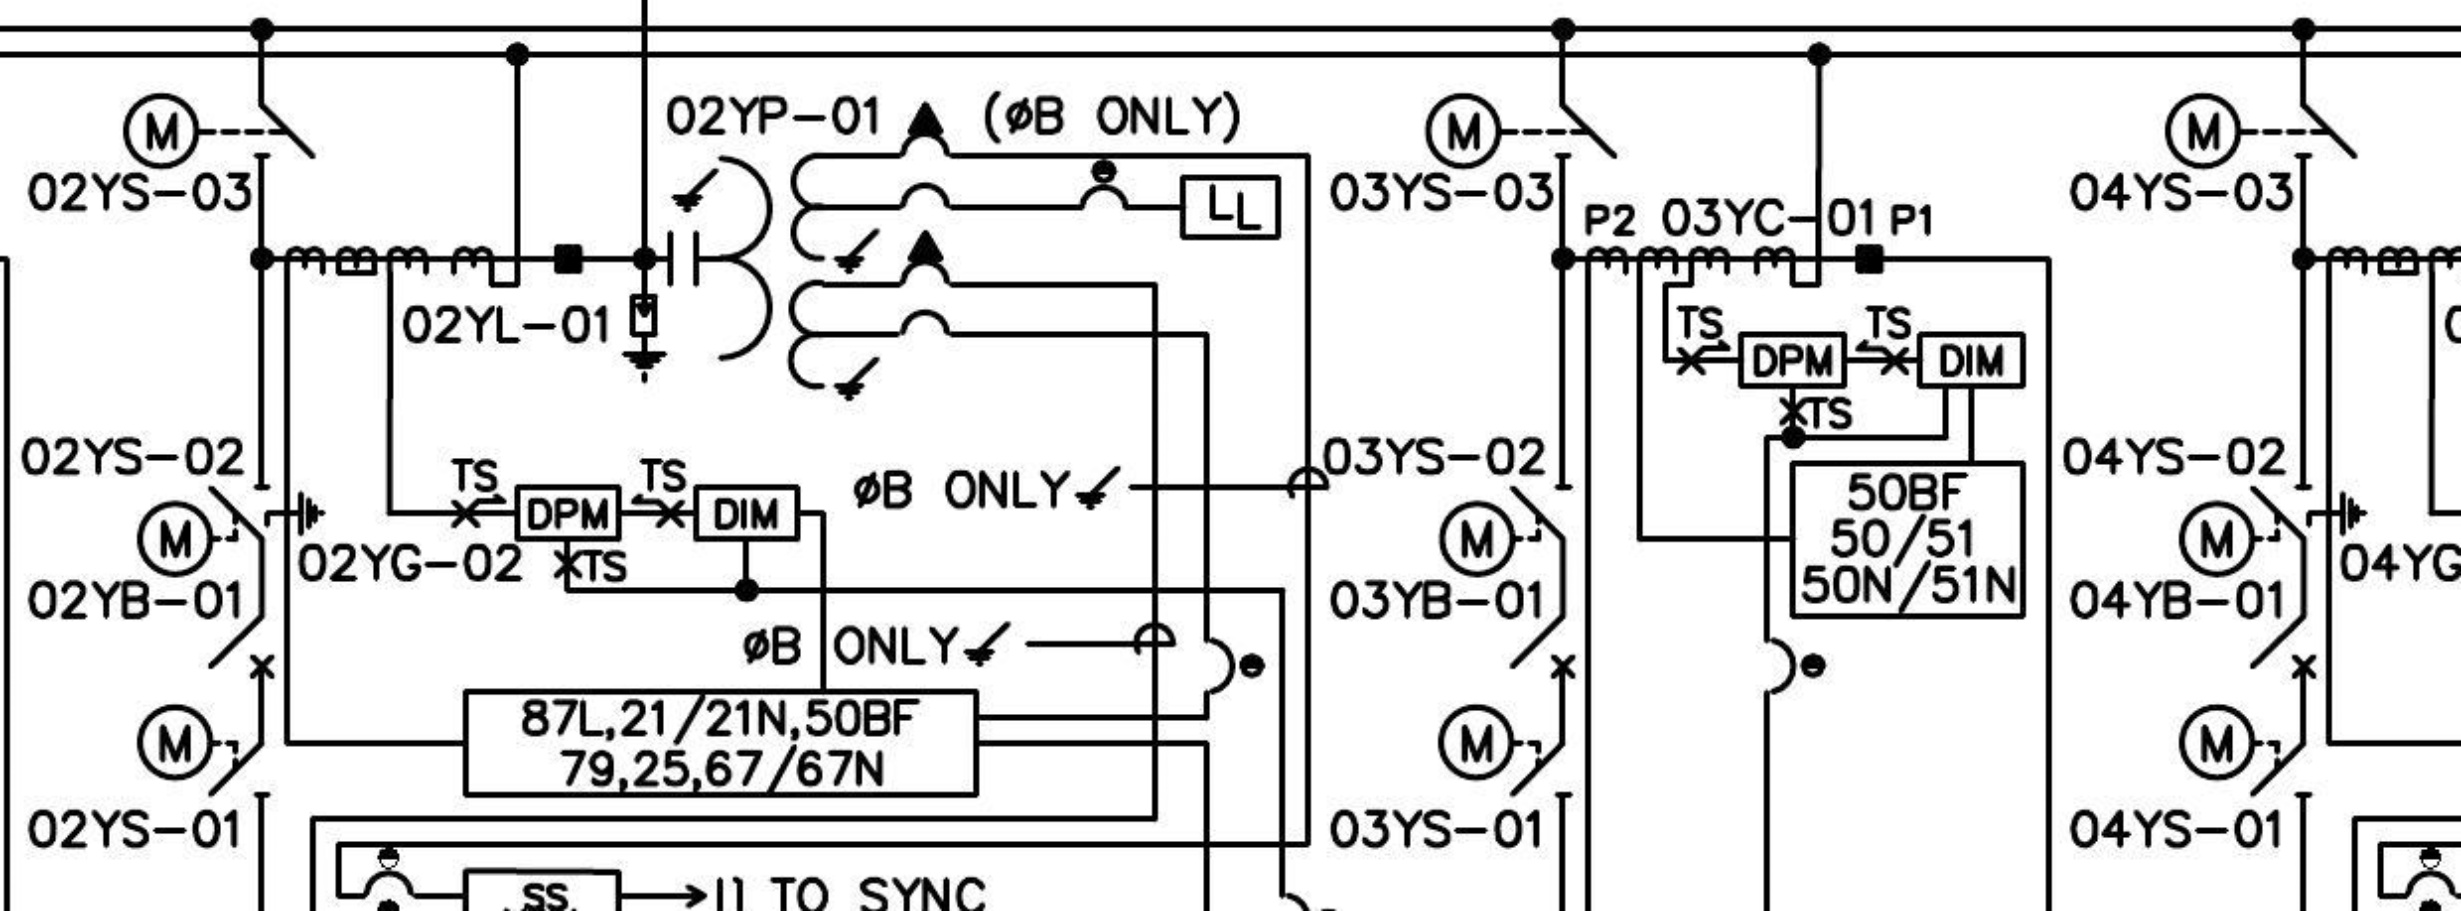 02YP-01 (øB ONLY)
M
02YS-03
LL
M
03YS-03
P2 03YC-01 P1
M
04YS-03
02YL-01
TS
DPM
TS
DIM
TS
02YS-02
M
02YG-02
02YB-01
TS
DPM
TS
DIM
TS
øB ONLY
øB ONLY
03YS-02
M
03YB-01
50BF
50/51
50N/51N
04YS-02
M
04YG
04YB-01
87L,21/21N,50BF
79,25,67/67N
M
02YS-01
M
03YS-01
M
04YS-01
SS
TO SYNC